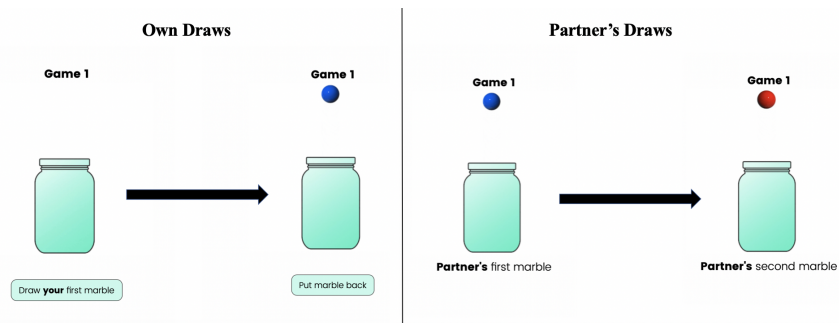 Own Draws
Game 1
Game 1
Draw your first marble
Put marble back
Partner’s Draws
Game 1
Game 1
Partner's first marble
Partner's second marble